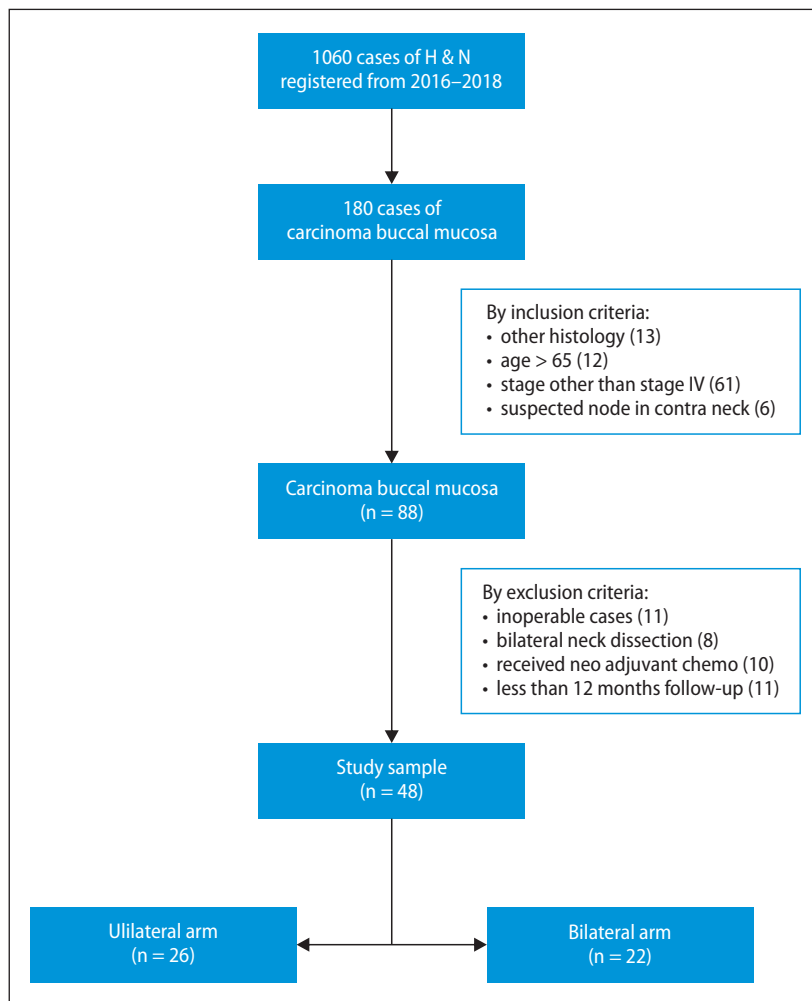 1060 cases of H & N
registered from 2016–2018
180 cases of
carcinoma buccal mucosa
By inclusion criteria:
• other histology (13)
• age > 65 (12)
• stage other than stage IV (61)
• suspected node in contra neck (6)
Carcinoma buccal mucosa
(n = 88)
By exclusion criteria:
• inoperable cases (11)
• bilateral neck dissection (8)
• received neo adjuvant chemo (10)
• less than 12 months follow-up (11)
Study sample
(n = 48)
Ulilateral arm
(n = 26)
Bilateral arm
(n = 22)